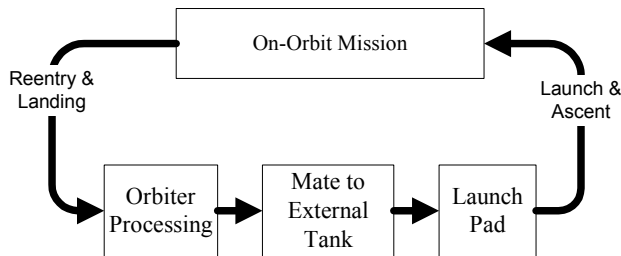 On-Orbit Mission
Reentry &
Landing
Launch &
Ascent
Orbiter
Processing
Mate to
External
Tank
Launch
Pad